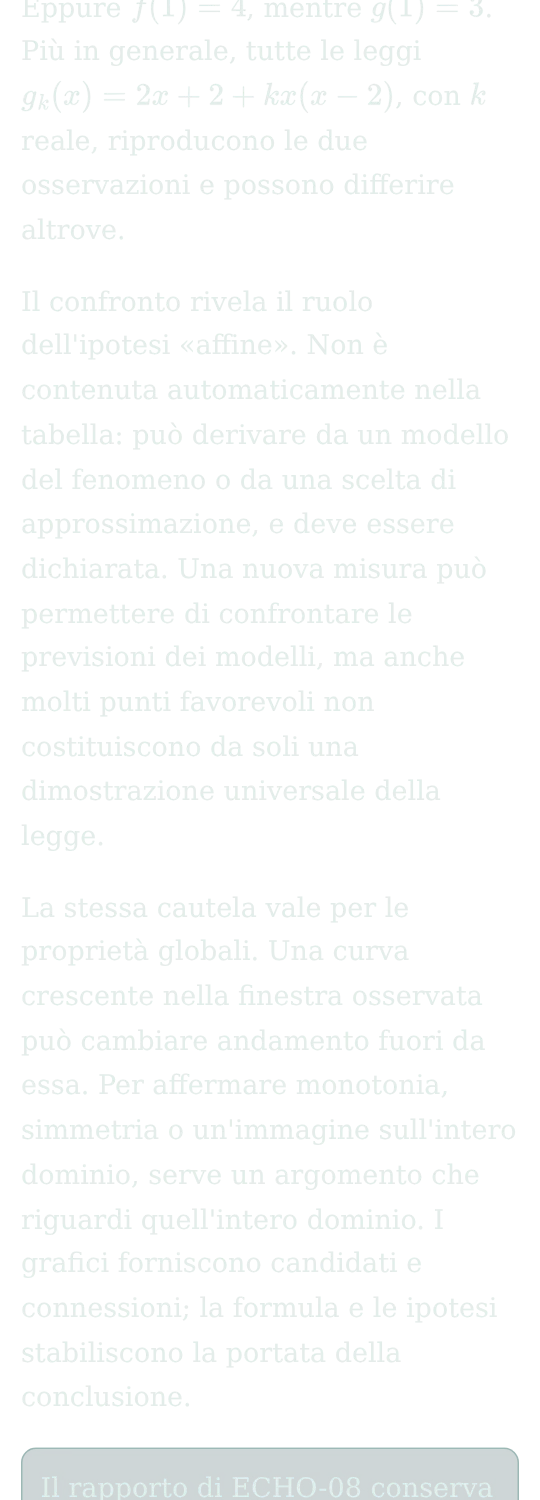 Eppure f(1) = 4, mentre g(1) = 3.
Più in generale, tutte le leggi
gₖ(x) = 2x + 2 + kx(x − 2), con k
reale, riproducono le due
osservazioni e possono differire
altrove.
Il confronto rivela il ruolo
dell'ipotesi «affine». Non è
contenuta automaticamente nella
tabella: può derivare da un modello
del fenomeno o da una scelta di
approssimazione, e deve essere
dichiarata. Una nuova misura può
permettere di confrontare le
previsioni dei modelli, ma anche
molti punti favorevoli non
costituiscono da soli una
dimostrazione universale della
legge.
La stessa cautela vale per le
proprietà globali. Una curva
crescente nella finestra osservata
può cambiare andamento fuori da
essa. Per affermare monotonia,
simmetria o un'immagine sull'intero
dominio, serve un argomento che
riguardi quell'intero dominio. I
grafici forniscono candidati e
connessioni; la formula e le ipotesi
stabiliscono la portata della
conclusione.
Il rapporto di ECHO-08 conserva